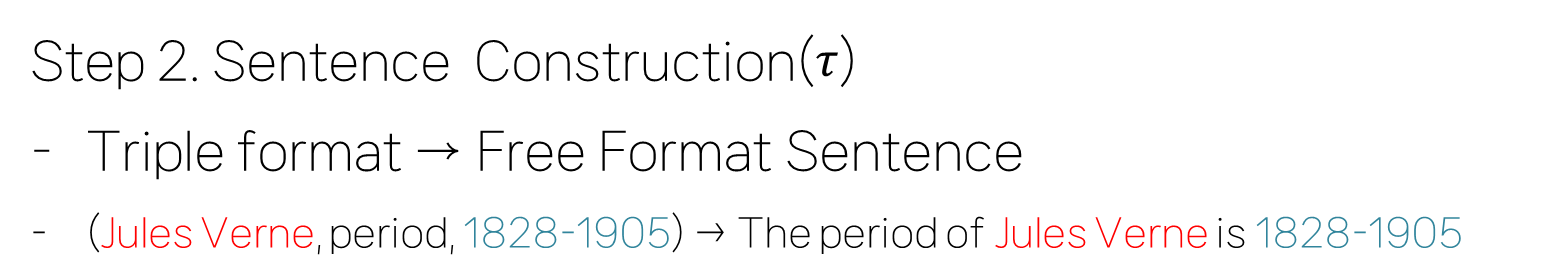 Step 2. Sentence Construction(τ)
- Triple format → Free Format Sentence
- (Jules Verne, period, 1828-1905) → The period of Jules Verne is 1828-1905